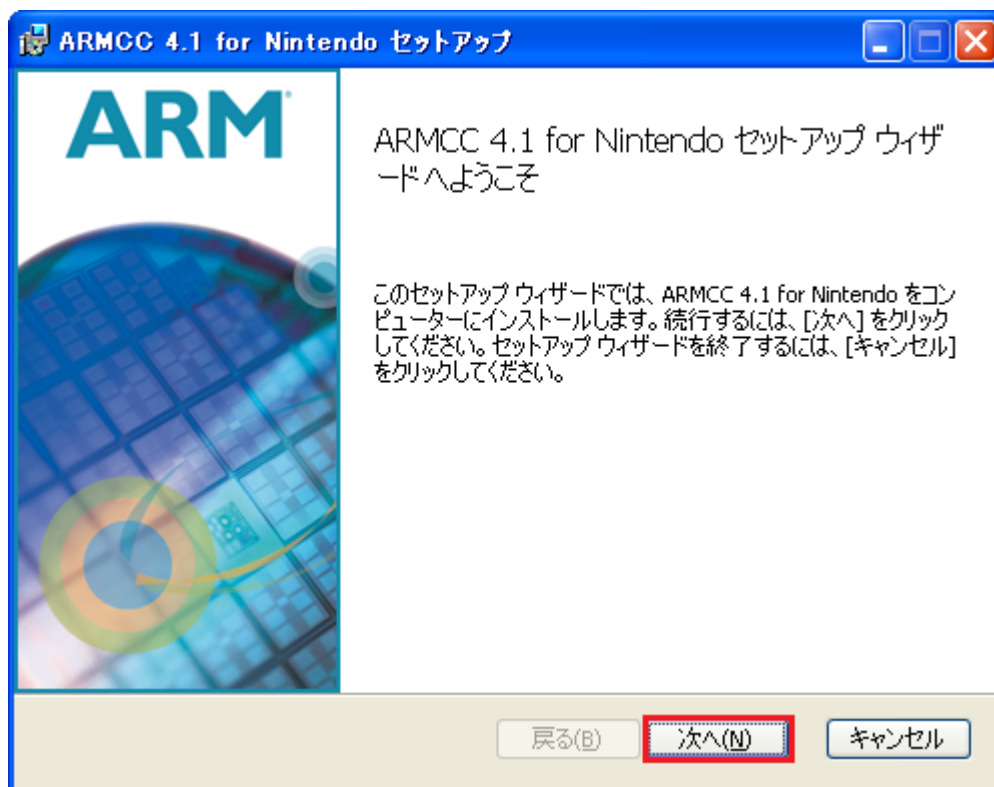 ARMCC 4.1 for Nintendo セットアップ
ARM
ARMCC 4.1 for Nintendo セットアップ ウィザ
ードへようこそ
このセットアップ ウィザードでは、ARMCC 4.1 for Nintendo をコン
ピューターにインストールします。続行するには、[次へ] をクリック
してください。セットアップ ウィザードを終了するには、[キャンセル]
をクリックしてください。
戻る(B)
次へ(N)
キャンセル